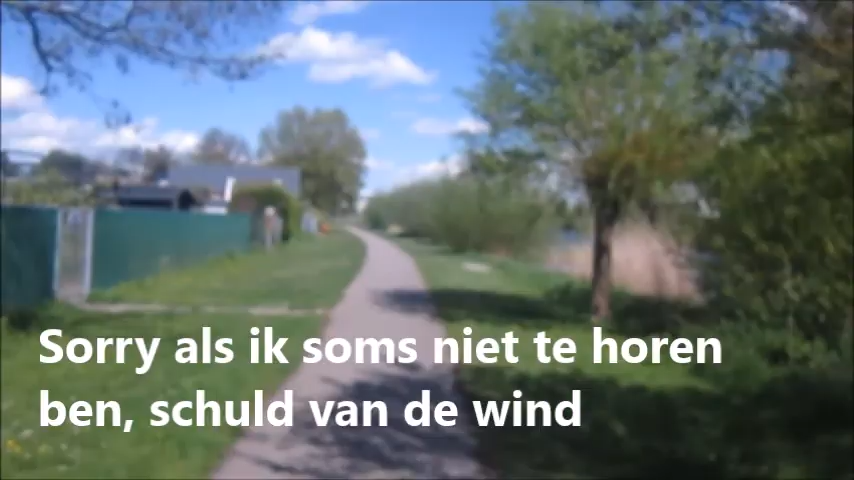 Sorry als ik soms niet te horen
ben, schuld van de wind